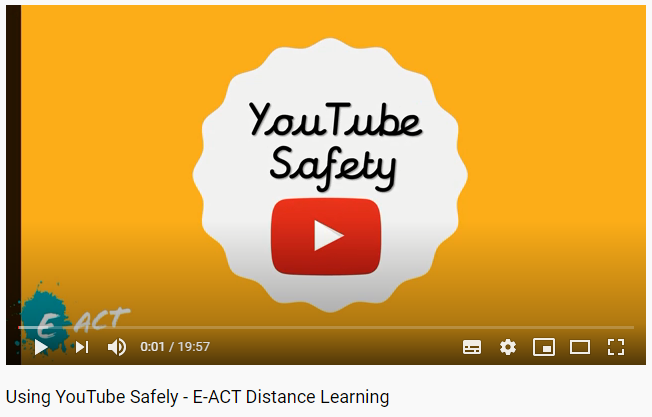 YouTube
Safety
E-ACT
0:01 / 19:57
Using YouTube Safely - E-ACT Distance Learning